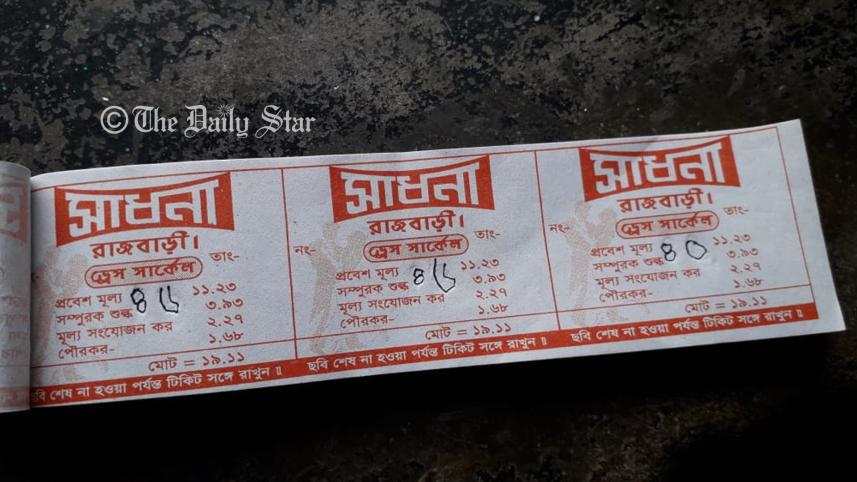 © The Daily Star
সাধনা
রাজবাড়ী।
নং- তাং-
ড্রেস সার্কেল
প্রবেশ মূল্য ১১.২৩
সম্পুরক শুল্ক ৩.৯৩
মূল্য সংযোজন কর ২.২৭
পৌরকর- ১.৬৮
মোট = ১৯.১১
ছবি শেষ না হওয়া পর্যন্ত টিকিট সঙ্গে রাখুন॥
সাধনা
রাজবাড়ী।
নং- তাং-
ড্রেস সার্কেল
প্রবেশ মূল্য ১১.২৩
সম্পুরক শুল্ক ৩.৯৩
মূল্য সংযোজন কর ২.২৭
পৌরকর- ১.৬৮
মোট = ১৯.১১
ছবি শেষ না হওয়া পর্যন্ত টিকিট সঙ্গে রাখুন॥
সাধনা
রাজবাড়ী।
নং- তাং-
ড্রেস সার্কেল
প্রবেশ মূল্য ১১.২৩
সম্পুরক শুল্ক ৪০ ৩.৯৩
মূল্য সংযোজন কর ২.২৭
পৌরকর- ১.৬৮
মোট = ১৯.১১
ছবি শেষ না হওয়া পর্যন্ত টিকিট সঙ্গে রাখুন॥